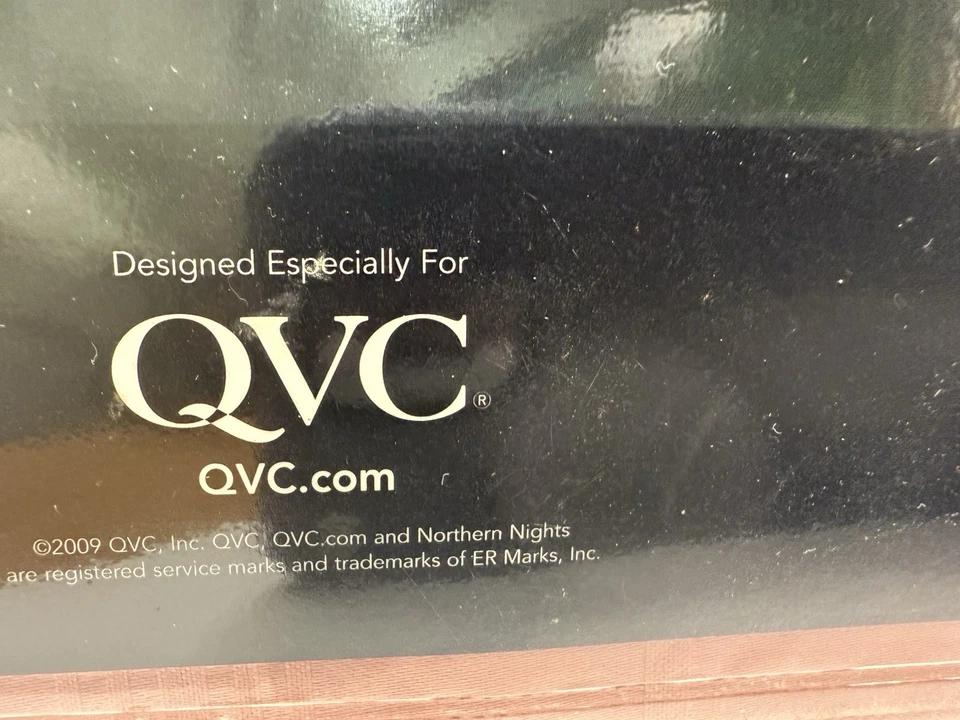 Designed Especially For
QVC®
QVC.com
©2009 QVC, Inc. QVC, QVC.com and Northern Nights
are registered service marks and trademarks of ER Marks, Inc.